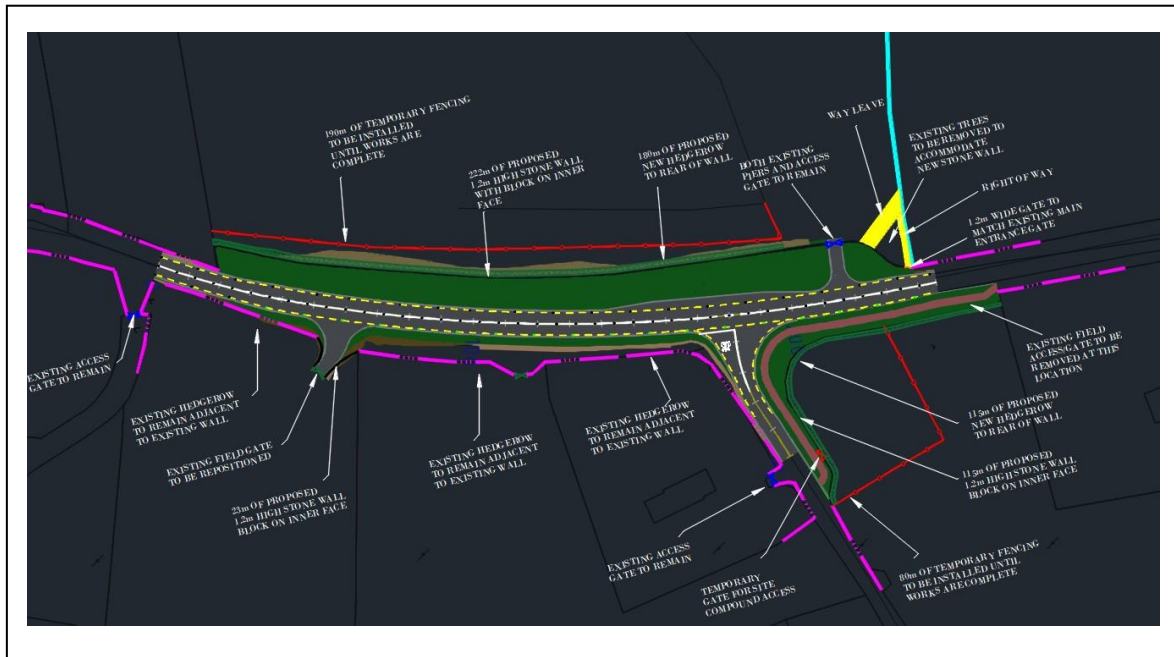 190m OF TEMPORARY FENCING
TO BE INSTALLED
UNTIL WORKS ARE
COMPLETE
222m OF PROPOSED
1.2m HIGH STONE WALL
WITH BLOCK ON INNER
FACE
180m OF PROPOSED
NEW HEDGEROW
TO REAR OF WALL
BOTH EXISTING
PIERS AND ACCESS
GATE TO REMAIN
WAY LEAVE
EXISTING TREES
TO BE REMOVED TO
ACCOMMODATE
NEW STONE WALL
RIGHT OF WAY
1.2m WIDE GATE TO
MATCH EXISTING MAIN
ENTRANCE GATE
EXISTING ACCESS
GATE TO REMAIN
EXISTING HEDGEROW
TO REMAIN ADJACENT
TO EXISTING WALL
EXISTING FIELD GATE
TO BE REPOSITIONED
23m OF PROPOSED
1.2m HIGH STONE WALL
BLOCK ON INNER FACE
EXISTING HEDGEROW
TO REMAIN ADJACENT
TO EXISTING WALL
EXISTING HEDGEROW
TO REMAIN ADJACENT
TO EXISTING WALL
EXISTING ACCESS
GATE TO REMAIN
TEMPORARY
GATE FOR SITE
COMPOUND ACCESS
80m OF TEMPORARY FENCING
TO BE INSTALLED UNTIL
WORKS ARE COMPLETE
115m OF PROPOSED
1.2m HIGH STONE WALL
BLOCK ON INNER FACE
115m OF PROPOSED
NEW HEDGEROW
TO REAR OF WALL
EXISTING FIELD
ACCESS/GATE TO BE
REMOVED AT THIS
LOCATION